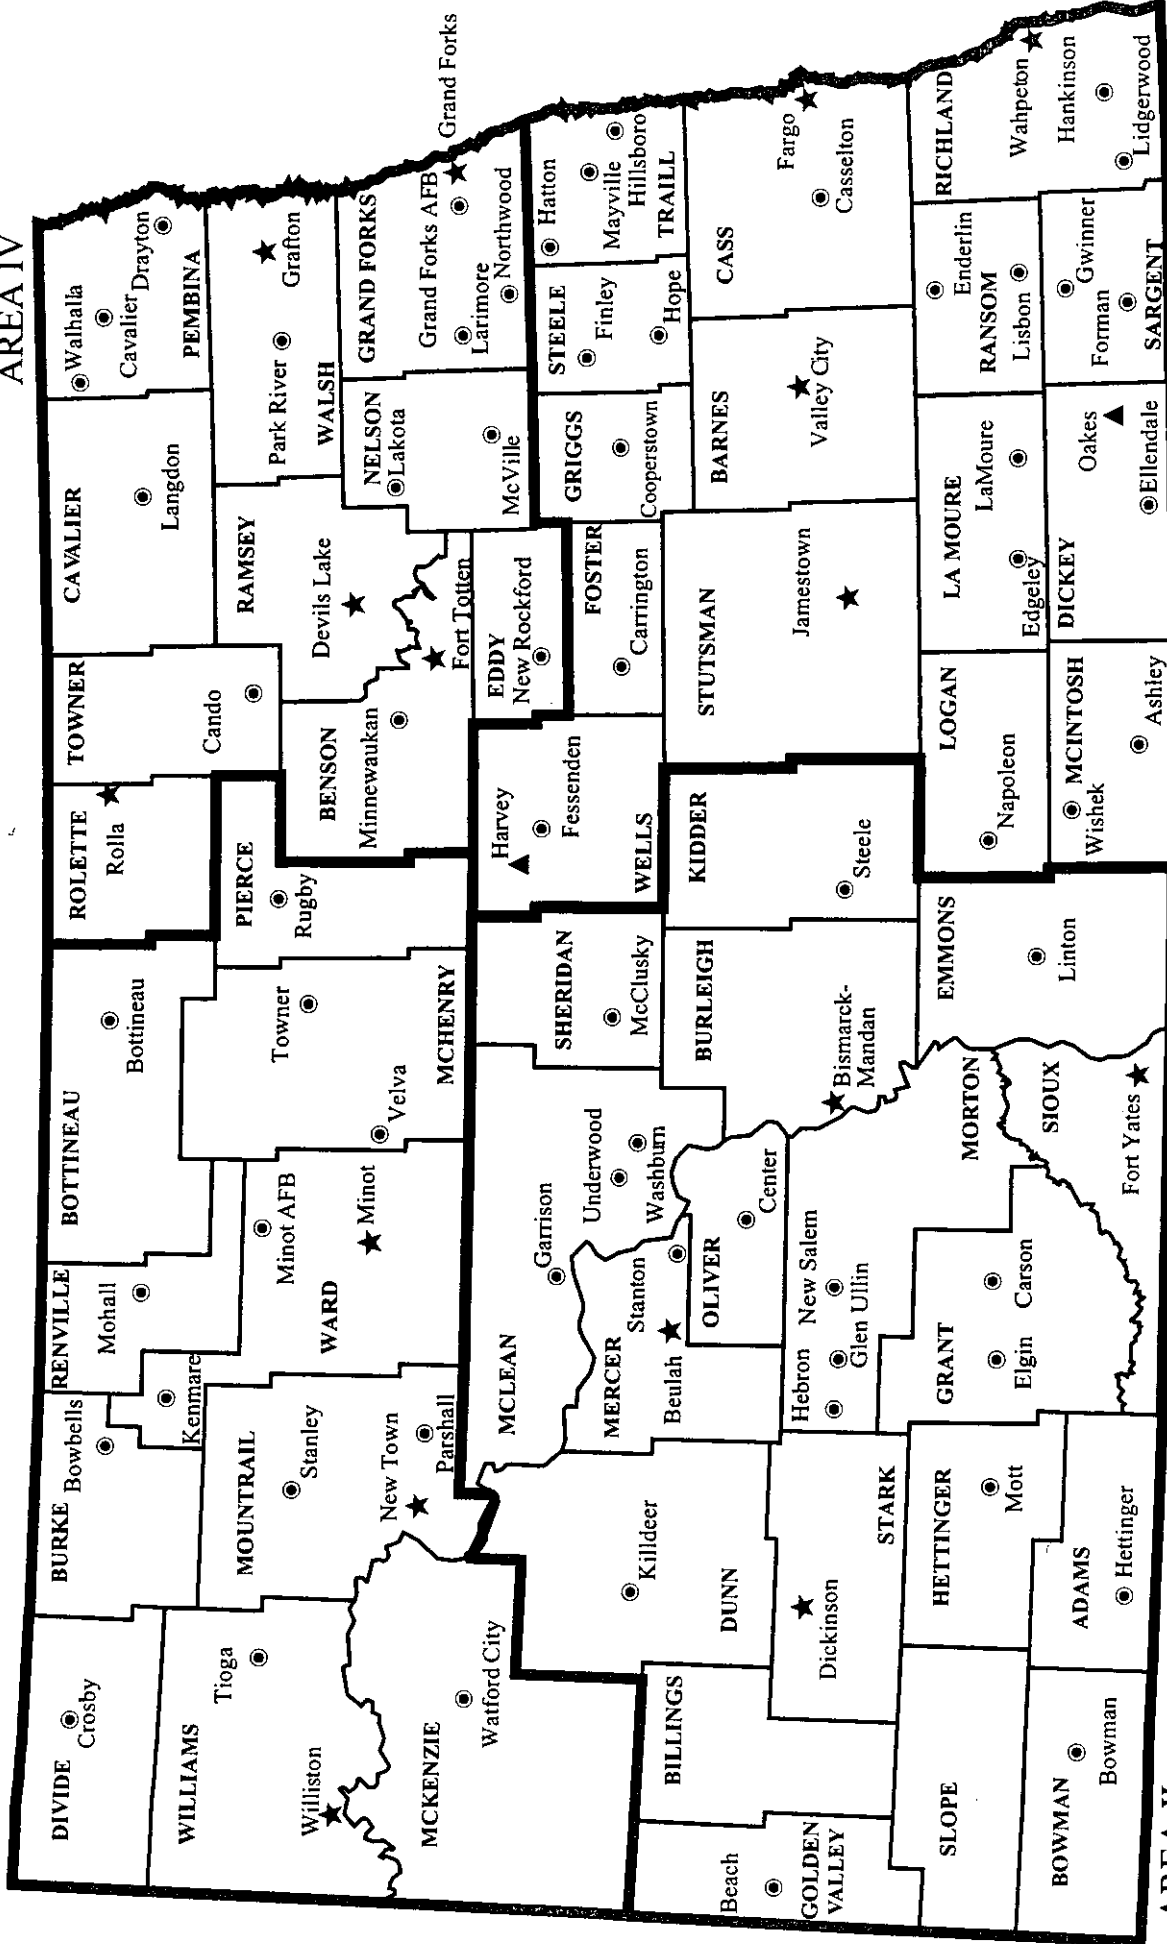 AREA IV
DIVIDE
Crosby
BURKE
Bowbells
RENVILLE
Mohall
BOTTINEAU
Bottineau
ROLETTE
Rolla
TOWNER
Cando
CAVALIER
Langdon
Walhalla
Cavalier
Drayton
PEMBINA
WILLIAMS
Tioga
Williston
MOUNTRAIL
Stanley
New Town
Parshall
Kenmare
WARD
Minot AFB
Minot
Towner
Velva
MCHENRY
PIERCE
Rugby
BENSON
Minnewaukan
RAMSEY
Devils Lake
Fort Totten
Park River
WALSH
Grafton
NELSON
Lakota
McVille
GRAND FORKS
Grand Forks AFB
Grand Forks
Larimore
Northwood
MCKENZIE
Watford City
MCLEAN
Garrison
Underwood
Washburn
SHERIDAN
McClusky
Harvey
Fessenden
WELLS
EDDY
New Rockford
FOSTER
Carrington
GRIGGS
Cooperstown
STEELE
Finley
Hope
Hatton
Mayville
Hillsboro
TRAILL
DUNN
Killdeer
MERCER
Stanton
Beulah
OLIVER
Center
BURLEIGH
Bismarck-
Mandan
KIDDER
Steele
STUTSMAN
Jamestown
BARNES
Valley City
CASS
Fargo
Casselton
BILLINGS
Beach
GOLDEN
VALLEY
STARK
Dickinson
Hebron
New Salem
Glen Ullin
MORTON
GRANT
Elgin
Carson
SIOUX
Fort Yates
EMMONS
Linton
LOGAN
Napoleon
LA MOURE
LaMoure
Edgeley
RANSOM
Enderlin
Lisbon
RICHLAND
Wahpeton
Hankinson
Lidgerwood
SLOPE
HETTINGER
Mott
BOWMAN
Bowman
ADAMS
Hettinger
MCINTOSH
Wishek
Ashley
DICKEY
Oakes
Ellendale
Forman
Gwinner
SARGENT
AREA II